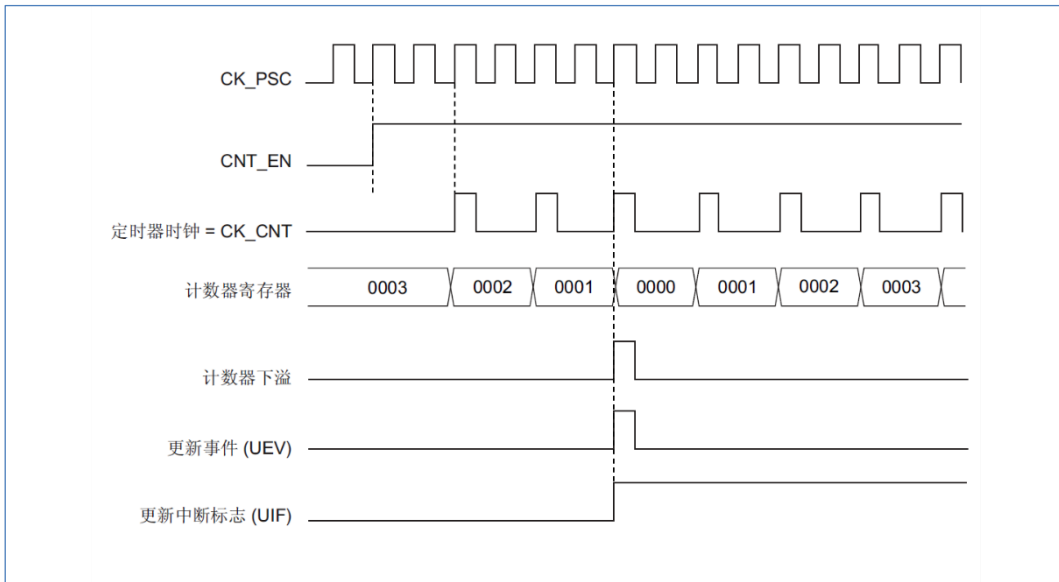 CK_PSC
CNT_EN
定时器时钟 = CK_CNT
计数器寄存器 0003 0002 0001 0000 0001 0002 0003
计数器下溢
更新事件 (UEV)
更新中断标志 (UIF)